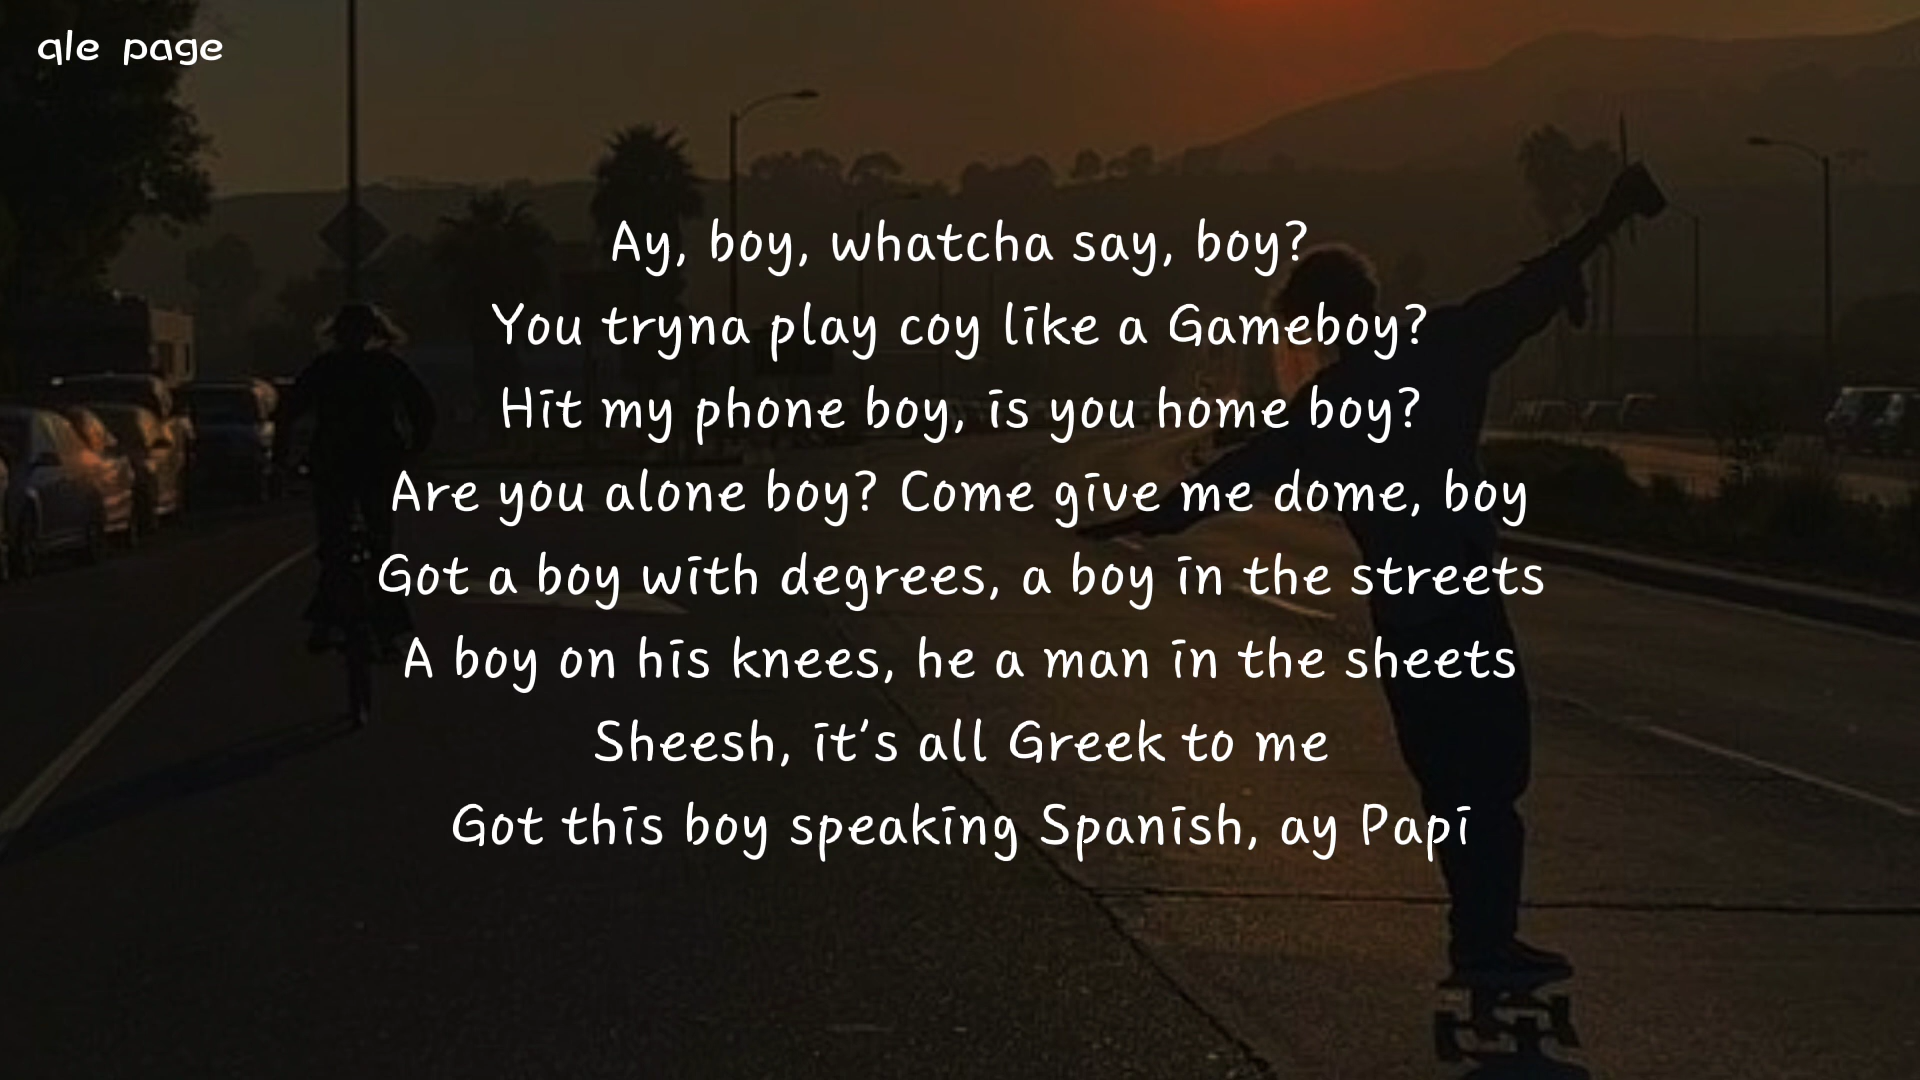 qle page
Ay, boy, whatcha say, boy?
You tryna play coy like a Gameboy?
Hit my phone boy, is you home boy?
Are you alone boy? Come give me dome, boy
Got a boy with degrees, a boy in the streets
A boy on his knees, he a man in the sheets
Sheesh, it's all Greek to me
Got this boy speaking Spanish, ay Papi